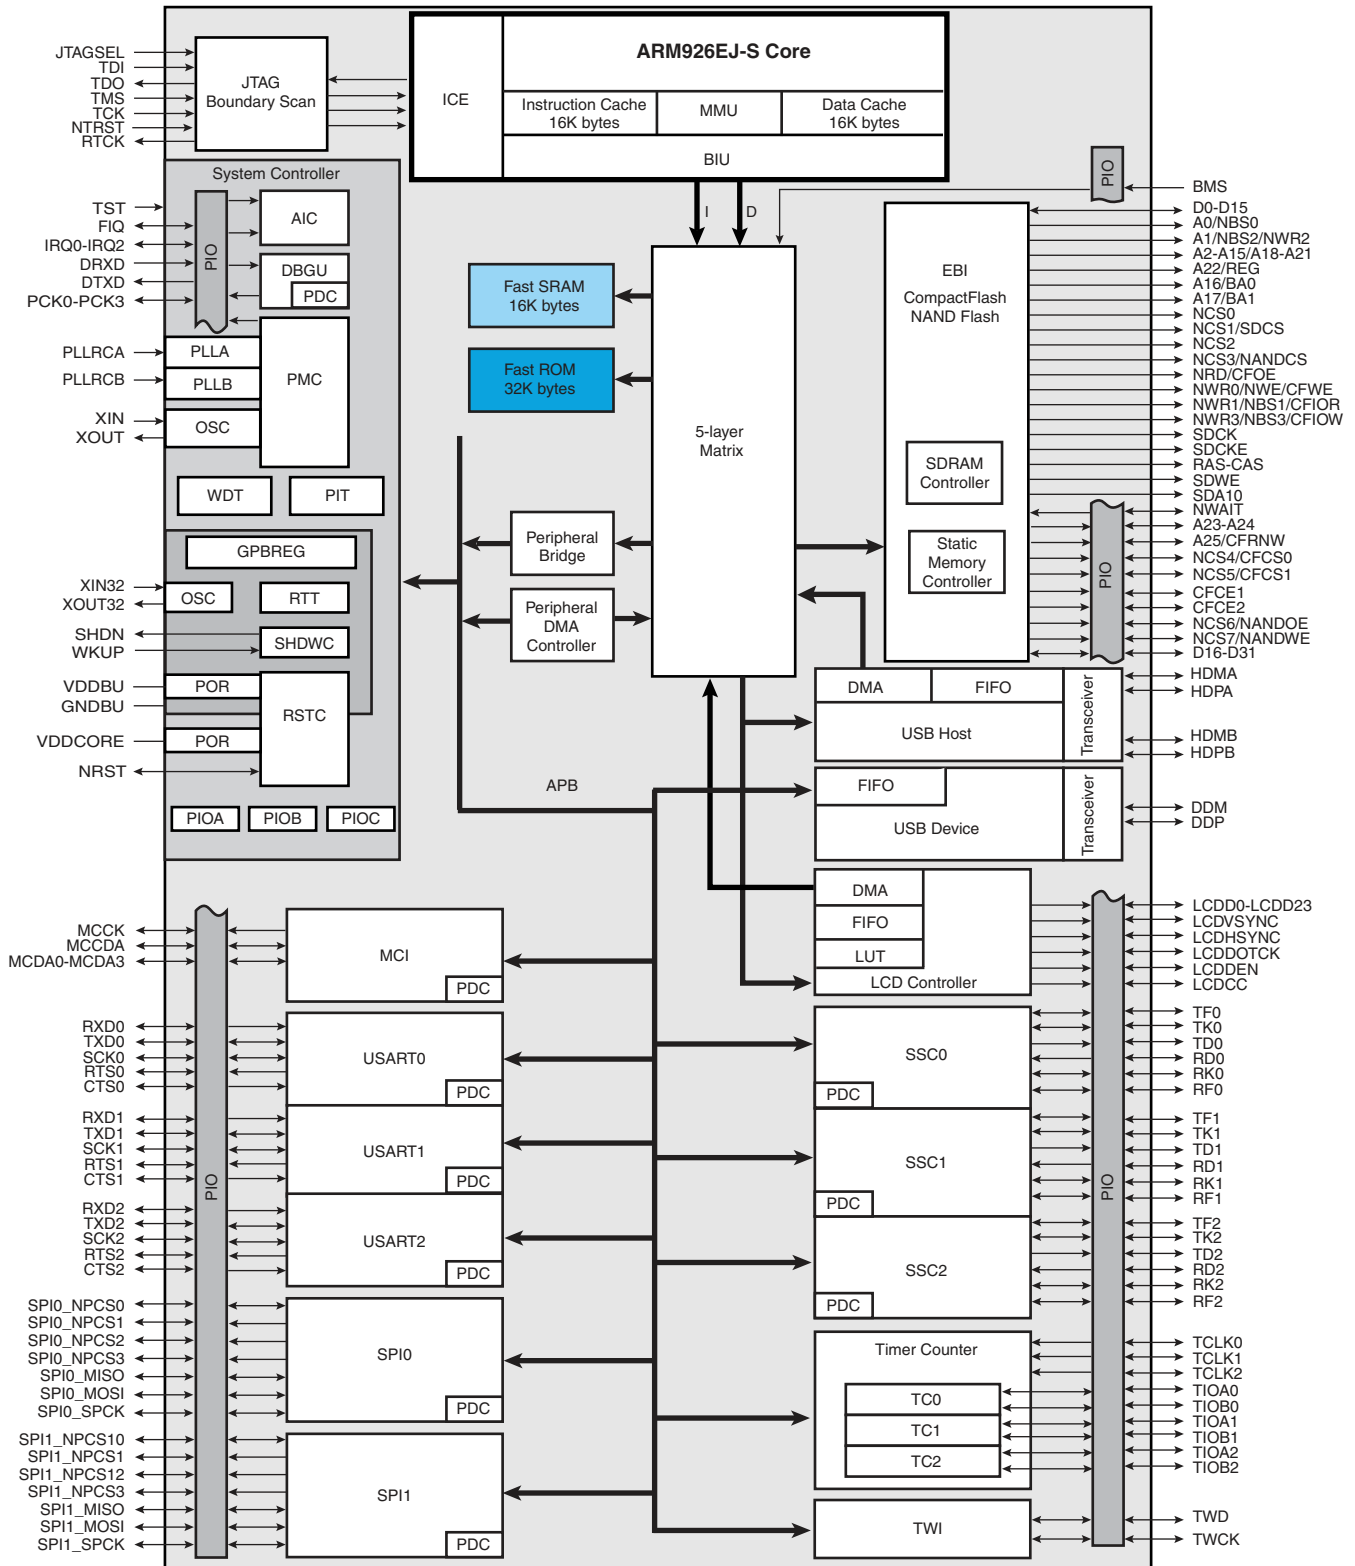 JTAGSEL
TDI
TDO
TMS
TCK
NTRST
RTCK
JTAG
Boundary Scan
ICE
ARM926EJ-S Core
Instruction Cache
16K bytes
MMU
Data Cache
16K bytes
BIU
I
D
PIO
BMS
System Controller
TST
FIQ
IRQ0-IRQ2
DRXD
DTXD
PCK0-PCK3
PIO
AIC
DBGU
PDC
PLLRCA
PLLRCB
XIN
XOUT
PLLA
PLLB
OSC
PMC
WDT
PIT
GPBREG
XIN32
XOUT32
OSC
RTT
SHDN
WKUP
SHDWC
VDDBU
GNDBU
POR
RSTC
VDDCORE
POR
NRST
PIOA
PIOB
PIOC
Fast SRAM
16K bytes
Fast ROM
32K bytes
5-layer
Matrix
Peripheral
Bridge
Peripheral
DMA
Controller
APB
EBI
CompactFlash
NAND Flash
SDRAM
Controller
Static
Memory
Controller
D0-D15
A0/NBS0
A1/NBS2/NWR2
A2-A15/A18-A21
A22/REG
A16/BA0
A17/BA1
NCS0
NCS1/SDCS
NCS2
NCS3/NANDCS
NRD/CFOE
NWR0/NWE/CFWE
NWR1/NBS1/CFIOR
NWR3/NBS3/CFIOW
SDCK
SDCKE
RAS-CAS
SDWE
SDA10
PIO
NWAIT
A23-A24
A25/CFRNW
NCS4/CFCS0
NCS5/CFCS1
CFCE1
CFCE2
NCS6/NANDOE
NCS7/NANDWE
D16-D31
DMA
FIFO
USB Host
Transceiver
HDMA
HDPA
HDMB
HDPB
FIFO
USB Device
Transceiver
DDM
DDP
DMA
FIFO
LUT
LCD Controller
LCDD0-LCDD23
LCDVSYNC
LCDHSYNC
LCDDOTCK
LCDDEN
LCDCC
MCCK
MCCDA
MCDA0-MCDA3
MCI
PDC
RXD0
TXD0
SCK0
RTS0
CTS0
USART0
PDC
RXD1
TXD1
SCK1
RTS1
CTS1
PIO
USART1
PDC
RXD2
TXD2
SCK2
RTS2
CTS2
USART2
PDC
SPI0_NPCS0
SPI0_NPCS1
SPI0_NPCS2
SPI0_NPCS3
SPI0_MISO
SPI0_MOSI
SPI0_SPCK
SPI0
PDC
SPI1_NPCS10
SPI1_NPCS1
SPI1_NPCS12
SPI1_NPCS3
SPI1_MISO
SPI1_MOSI
SPI1_SPCK
SPI1
PDC
SSC0
PDC
TF0
TK0
TD0
RD0
RK0
RF0
SSC1
PDC
PIO
TF1
TK1
TD1
RD1
RK1
RF1
SSC2
PDC
TF2
TK2
TD2
RD2
RK2
RF2
Timer Counter
TC0
TC1
TC2
TCLK0
TCLK1
TCLK2
TIOA0
TIOB0
TIOA1
TIOB1
TIOA2
TIOB2
TWI
TWD
TWCK